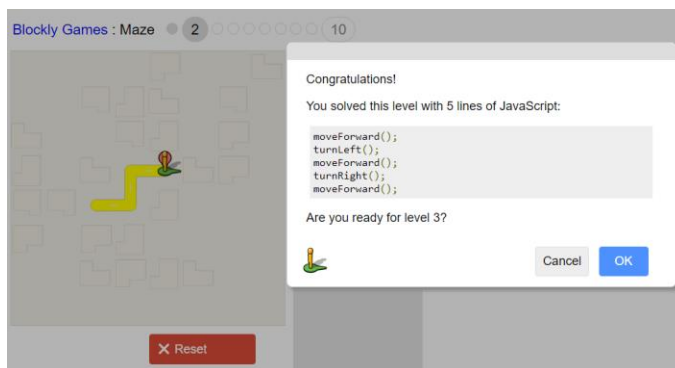 Blockly Games : Maze 2 10
Congratulations!
You solved this level with 5 lines of JavaScript:
moveForward();
turnLeft();
moveForward();
turnRight();
moveForward();
Are you ready for level 3?
Cancel OK
Reset